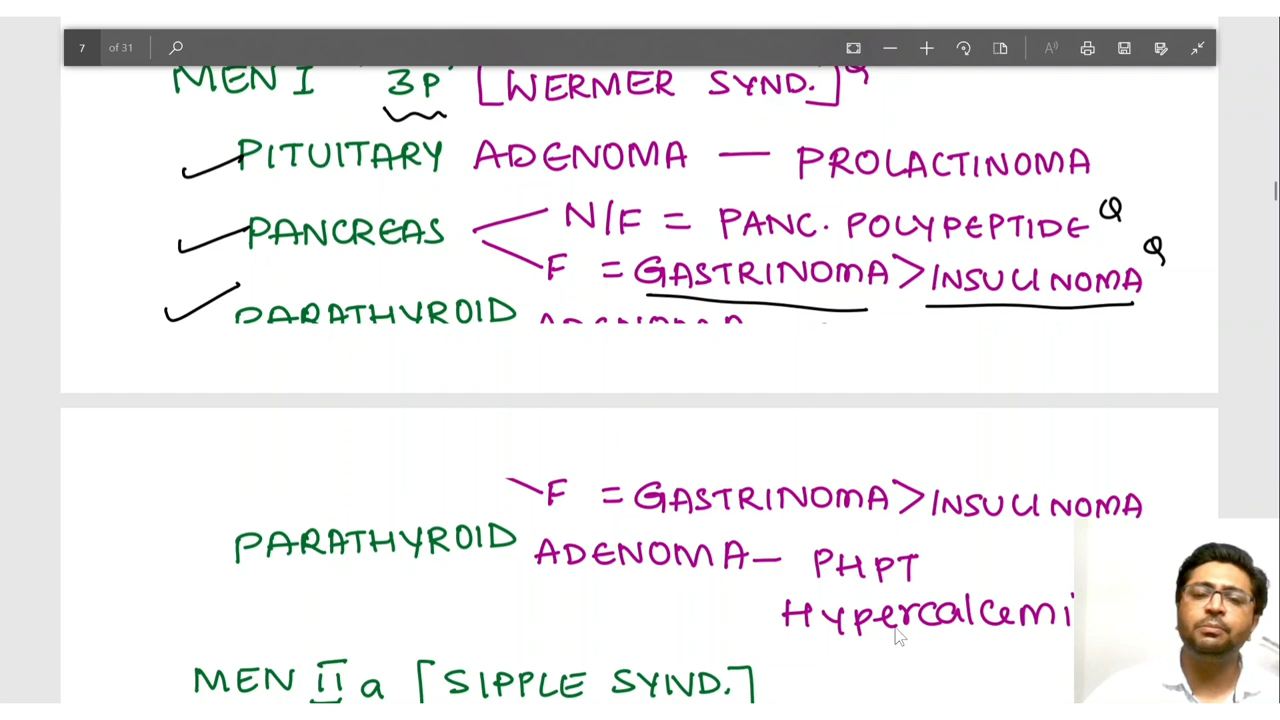 7 of 31
MEN I "3P" [WERMER SYND.] Q
PITUITARY ADENOMA — PROLACTINOMA
PANCREAS N/F = PANC. POLYPEPTIDE Q
F = GASTRINOMA > INSULINOMA Q
PARATHYROID ADENOMA
F = GASTRINOMA > INSULINOMA
PARATHYROID ADENOMA — PHPT
Hypercalcemi
MEN II a [SIPPLE SYND.]